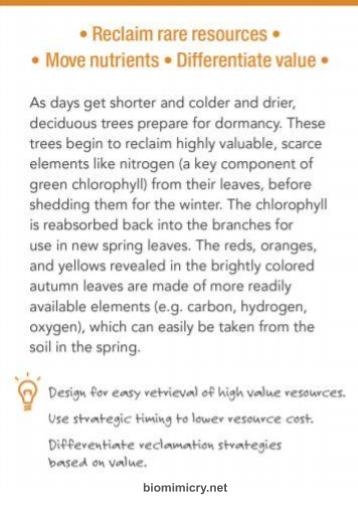 • Reclaim rare resources •
• Move nutrients • Differentiate value •
As days get shorter and colder and drier,
deciduous trees prepare for dormancy. These
trees begin to reclaim highly valuable, scarce
elements like nitrogen (a key component of
green chlorophyll) from their leaves, before
shedding them for the winter. The chlorophyll
is reabsorbed back into the branches for
use in new spring leaves. The reds, oranges,
and yellows revealed in the brightly colored
autumn leaves are made of more readily
available elements (e.g. carbon, hydrogen,
oxygen), which can easily be taken from the
soil in the spring.
Design for easy retrieval of high value resources.
Use strategic timing to lower resource cost.
Differentiate reclamation strategies
based on value.
biomimicry.net